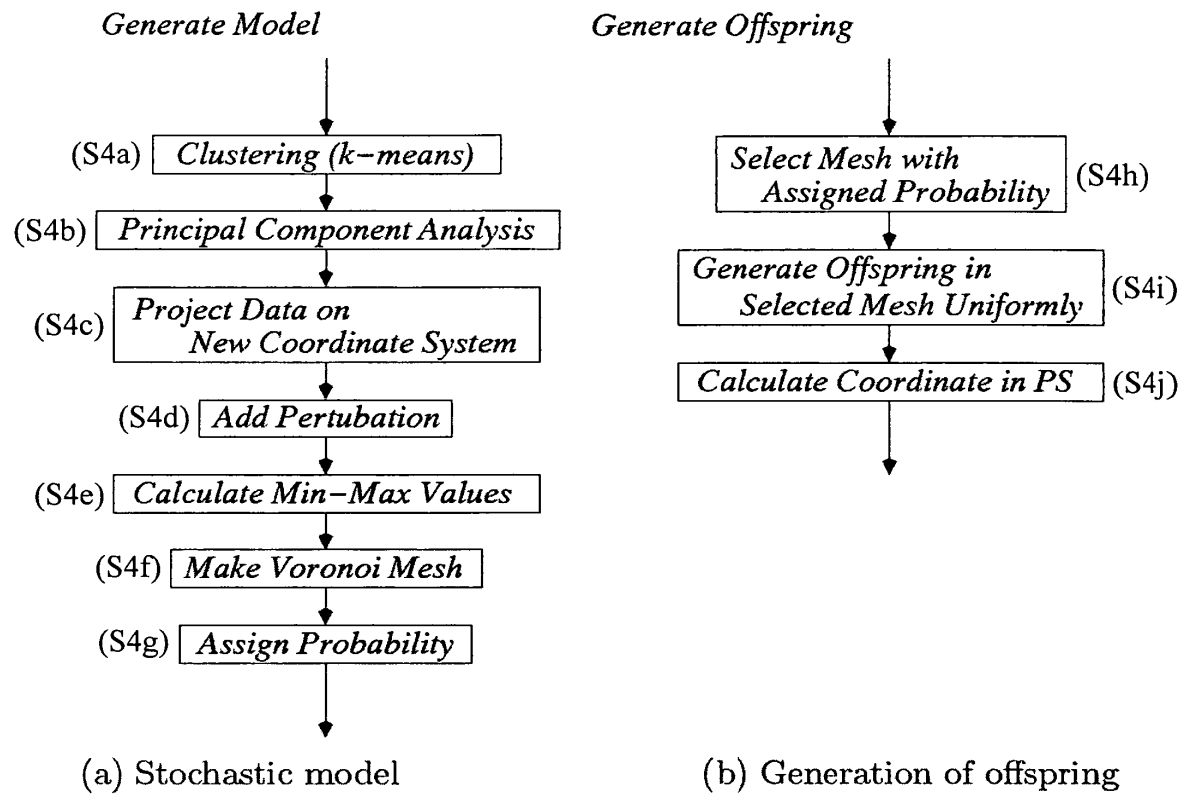 Generate Model
(S4a) Clustering (k−means)
(S4b) Principal Component Analysis
(S4c) Project Data on
New Coordinate System
(S4d) Add Pertubation
(S4e) Calculate Min−Max Values
(S4f) Make Voronoi Mesh
(S4g) Assign Probability
(a) Stochastic model
Generate Offspring
Select Mesh with
Assigned Probability (S4h)
Generate Offspring in
Selected Mesh Uniformly (S4i)
Calculate Coordinate in PS (S4j)
(b) Generation of offspring